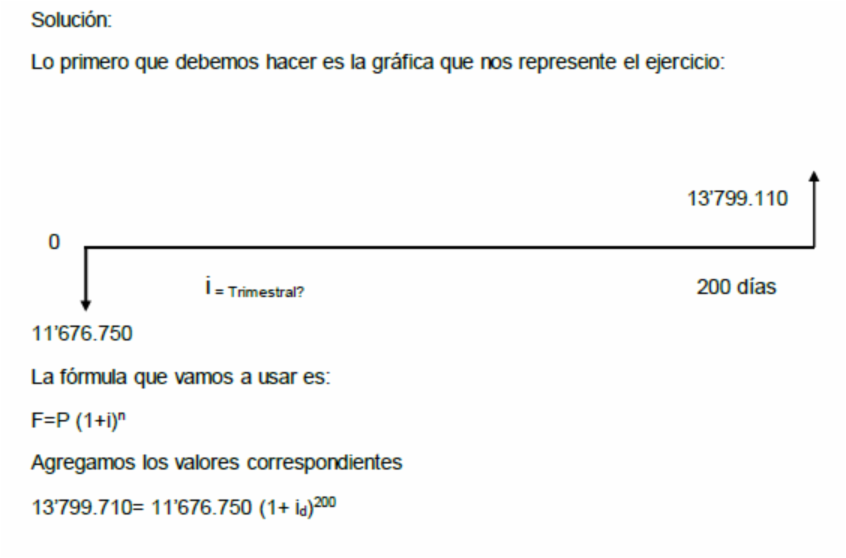 Solución:
Lo primero que debemos hacer es la gráfica que nos represente el ejercicio:
13'799.110
0
i = Trimestral?
200 días
11'676.750
La fórmula que vamos a usar es:
F=P (1+i)ⁿ
Agregamos los valores correspondientes
13'799.710= 11'676.750 (1+ i_d)²⁰⁰